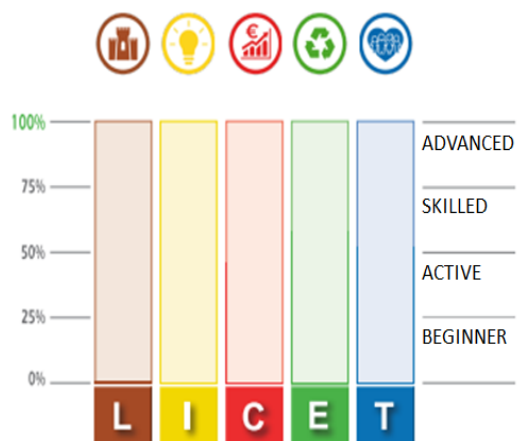 €
100%
ADVANCED
75%
SKILLED
50%
ACTIVE
25%
BEGINNER
0%
L I C E T